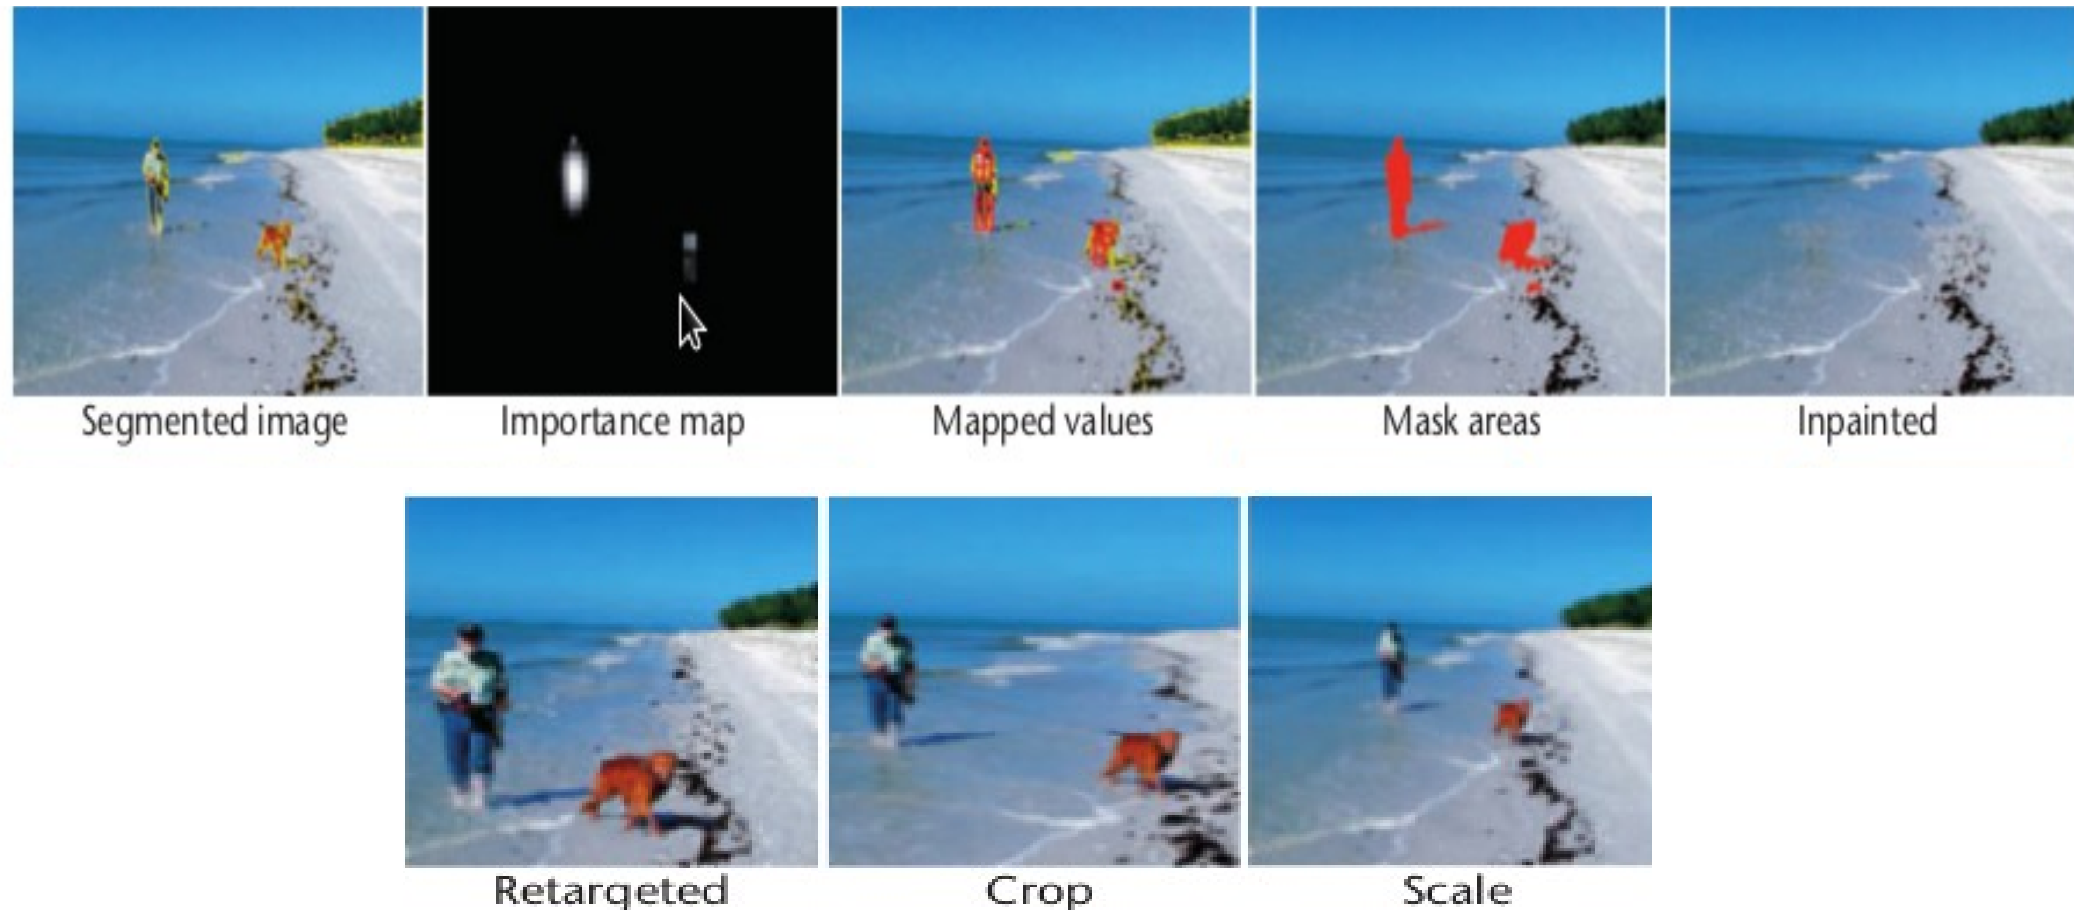 Segmented image
Importance map
Mapped values
Mask areas
Inpainted
Retargeted
Crop
Scale